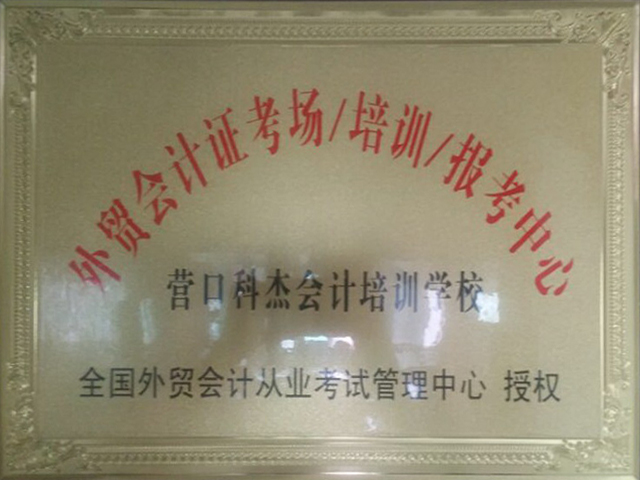 外贸会计证考场/培训/报考中心
营口科杰会计培训学校
全国外贸会计从业考试管理中心 授权